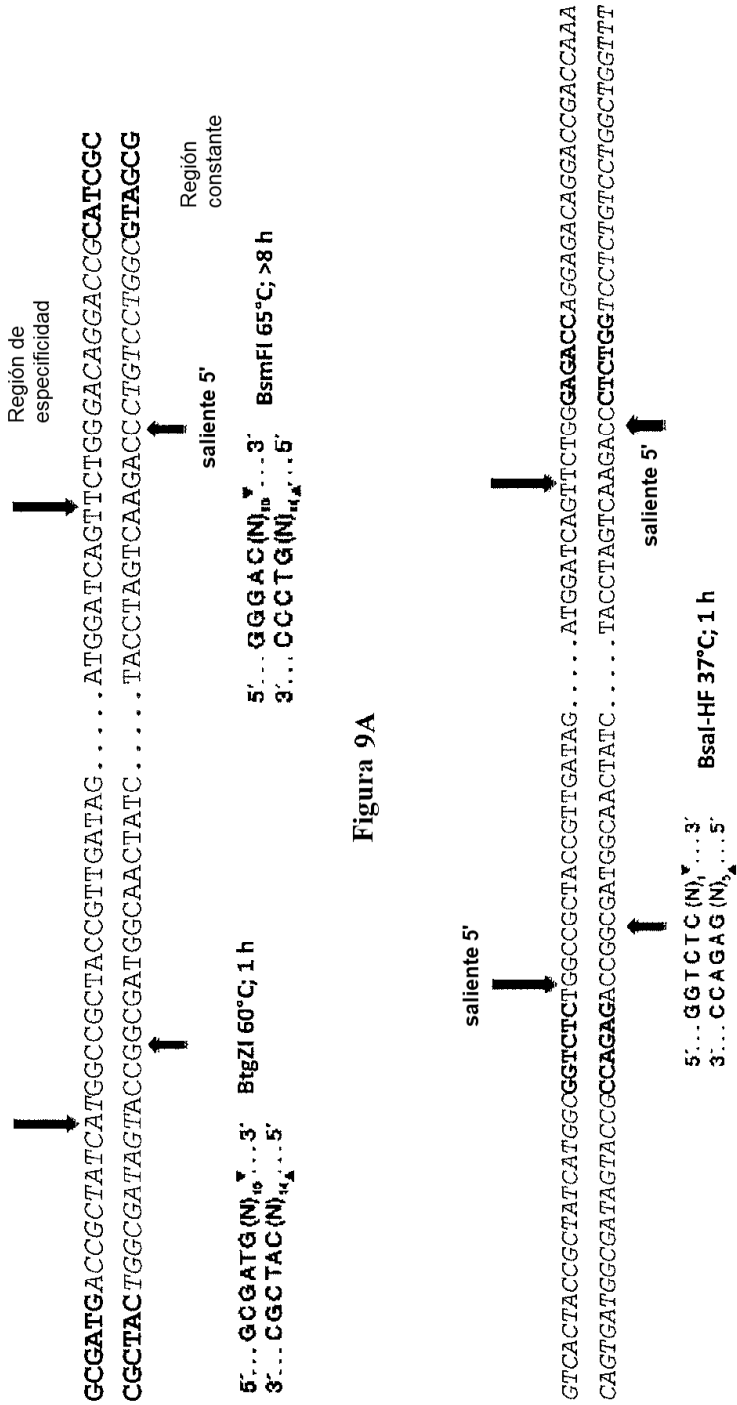 Región de
especificidad
GCGATGACCGCTATCATGGCCGCTACCGTTGATAG.....ATGGATCAGTTCTGGGACAGGACCGCATCGC
CGCTACTGGCGATAGTACCGGCGATGGCAACTATC.....TACCTAGTCAAGACCCTGTCCTGGCGTAGCG
Región
constante
saliente 5'
5´...GCGATG(N)10▼...3´
3´...CGCTAC(N)14▲...5´
BtgZI 60°C; 1 h
5´...GGGAC(N)10▼...3´
3´...CCCTG(N)14▲...5´
BsmFI 65°C; >8 h
Figura 9A
saliente 5'
GTCACTACCGCTATCATGGCGGTCTCTGGCCGCTACCGTTGATAG.....ATGGATCAGTTCTGGGAGACCAGGAGACAGGACCGACCAAA
CAGTGATGGCGATAGTACCGCCAGAGACCGGCGATGGCAACTATC.....TACCTAGTCAAGACCCTCTGGTCCTCTGTCCTGGCTGGTTT
saliente 5'
5´...GGTCTC(N)1▼...3´
3´...CCAGAG(N)5▲...5´
BsaI-HF 37°C; 1 h